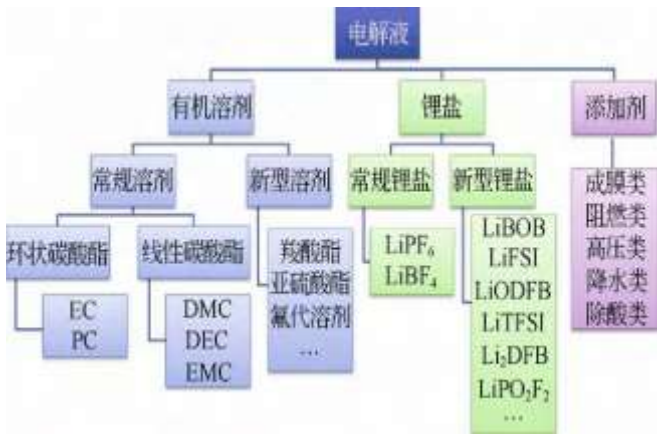 电解液
有机溶剂
锂盐
添加剂
常规溶剂
新型溶剂
常规锂盐
新型锂盐
环状碳酸酯
线性碳酸酯
EC
PC
DMC
DEC
EMC
羧酸酯
亚硫酸酯
氟代溶剂
…
LiPF₆
LiBF₄
LiBOB
LiFSI
LiODFB
LiTFSI
Li₂DFB
LiPO₂F₂
…
成膜类
阻燃类
高压类
降水类
除酸类